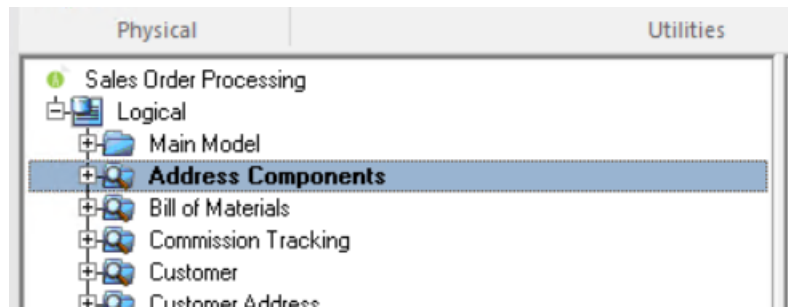 Physical Utilities
Sales Order Processing
Logical
Main Model
Address Components
Bill of Materials
Commission Tracking
Customer
Customer Address